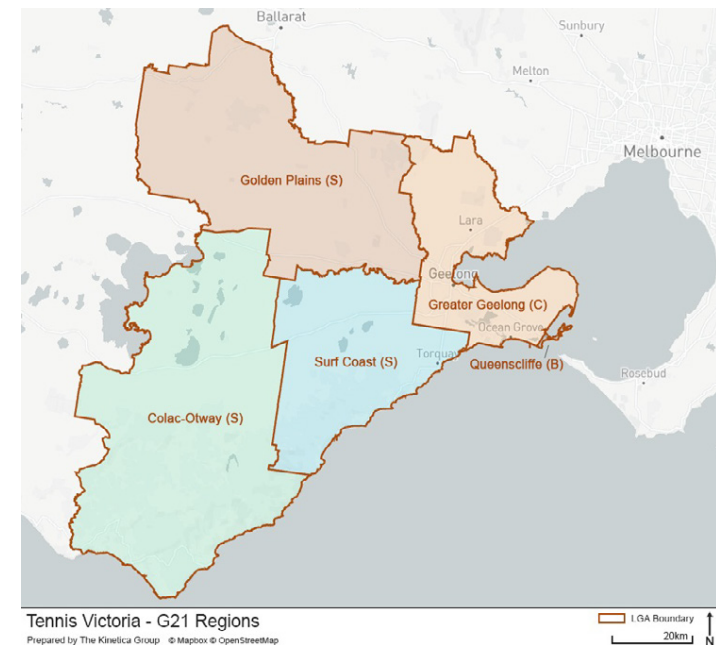 Ballarat
Sunbury
Melton
Melbourne
Golden Plains (S)
Lara
Geelong
Greater Geelong (C)
Ocean Grove
Torquay
Surf Coast (S)
Queenscliffe (B)
Rosebud
Colac-Otway (S)
Tennis Victoria - G21 Regions
LGA Boundary
Prepared by The Kinetica Group © Mapbox © OpenStreetMap
20km
N